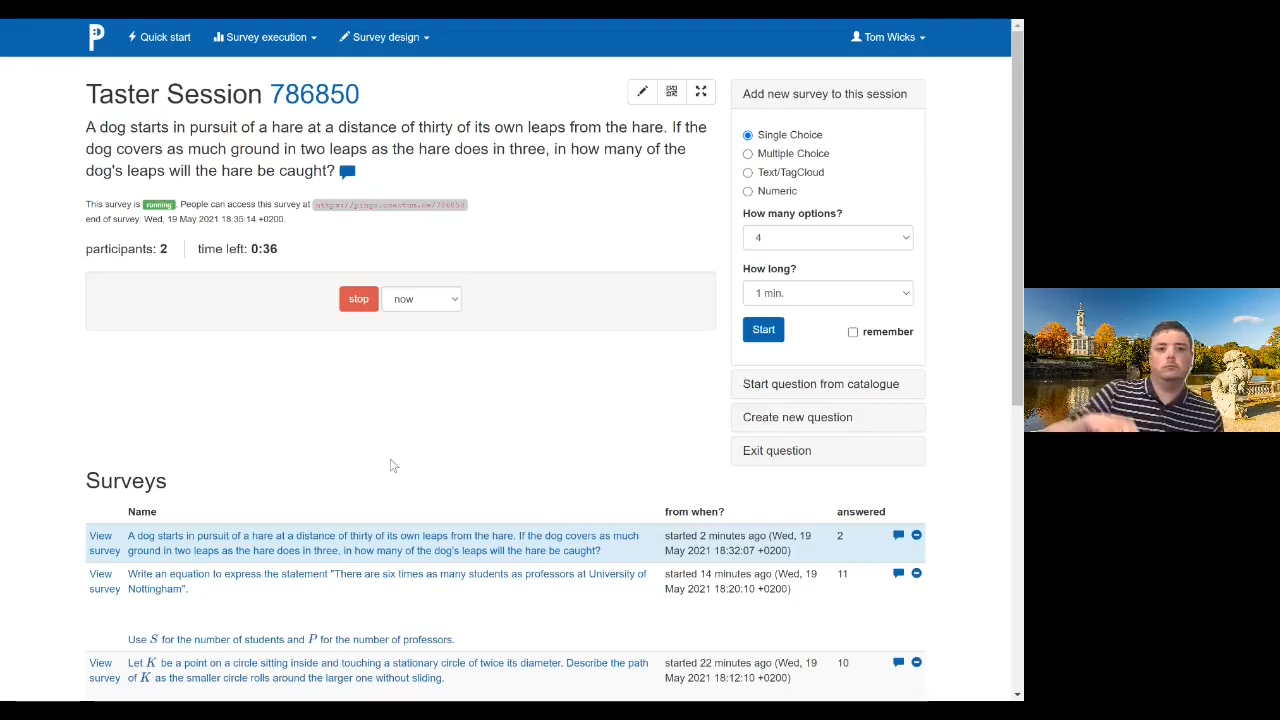 P Quick start Survey execution Survey design Tom Wicks
Taster Session 786850
A dog starts in pursuit of a hare at a distance of thirty of its own leaps from the hare. If the
dog covers as much ground in two leaps as the hare does in three, in how many of the
dog's leaps will the hare be caught?
This survey is running. People can access this survey at https://pingo.coactum.de/786850
end of survey: Wed, 19 May 2021 18:35:14 +0200.
participants: 2 time left: 0:36
stop now
Add new survey to this session
Single Choice
Multiple Choice
Text/TagCloud
Numeric
How many options?
4
How long?
1 min.
Start remember
Start question from catalogue
Create new question
Exit question
Surveys
Name from when? answered
View A dog starts in pursuit of a hare at a distance of thirty of its own leaps from the hare. If the dog covers as much started 2 minutes ago (Wed, 19 2
survey ground in two leaps as the hare does in three, in how many of the dog's leaps will the hare be caught? May 2021 18:32:07 +0200)
View Write an equation to express the statement "There are six times as many students as professors at University of started 14 minutes ago (Wed, 19 11
survey Nottingham". May 2021 18:20:10 +0200)
Use S for the number of students and P for the number of professors.
View Let K be a point on a circle sitting inside and touching a stationary circle of twice its diameter. Describe the path started 22 minutes ago (Wed, 19 10
survey of K as the smaller circle rolls around the larger one without sliding. May 2021 18:12:10 +0200)